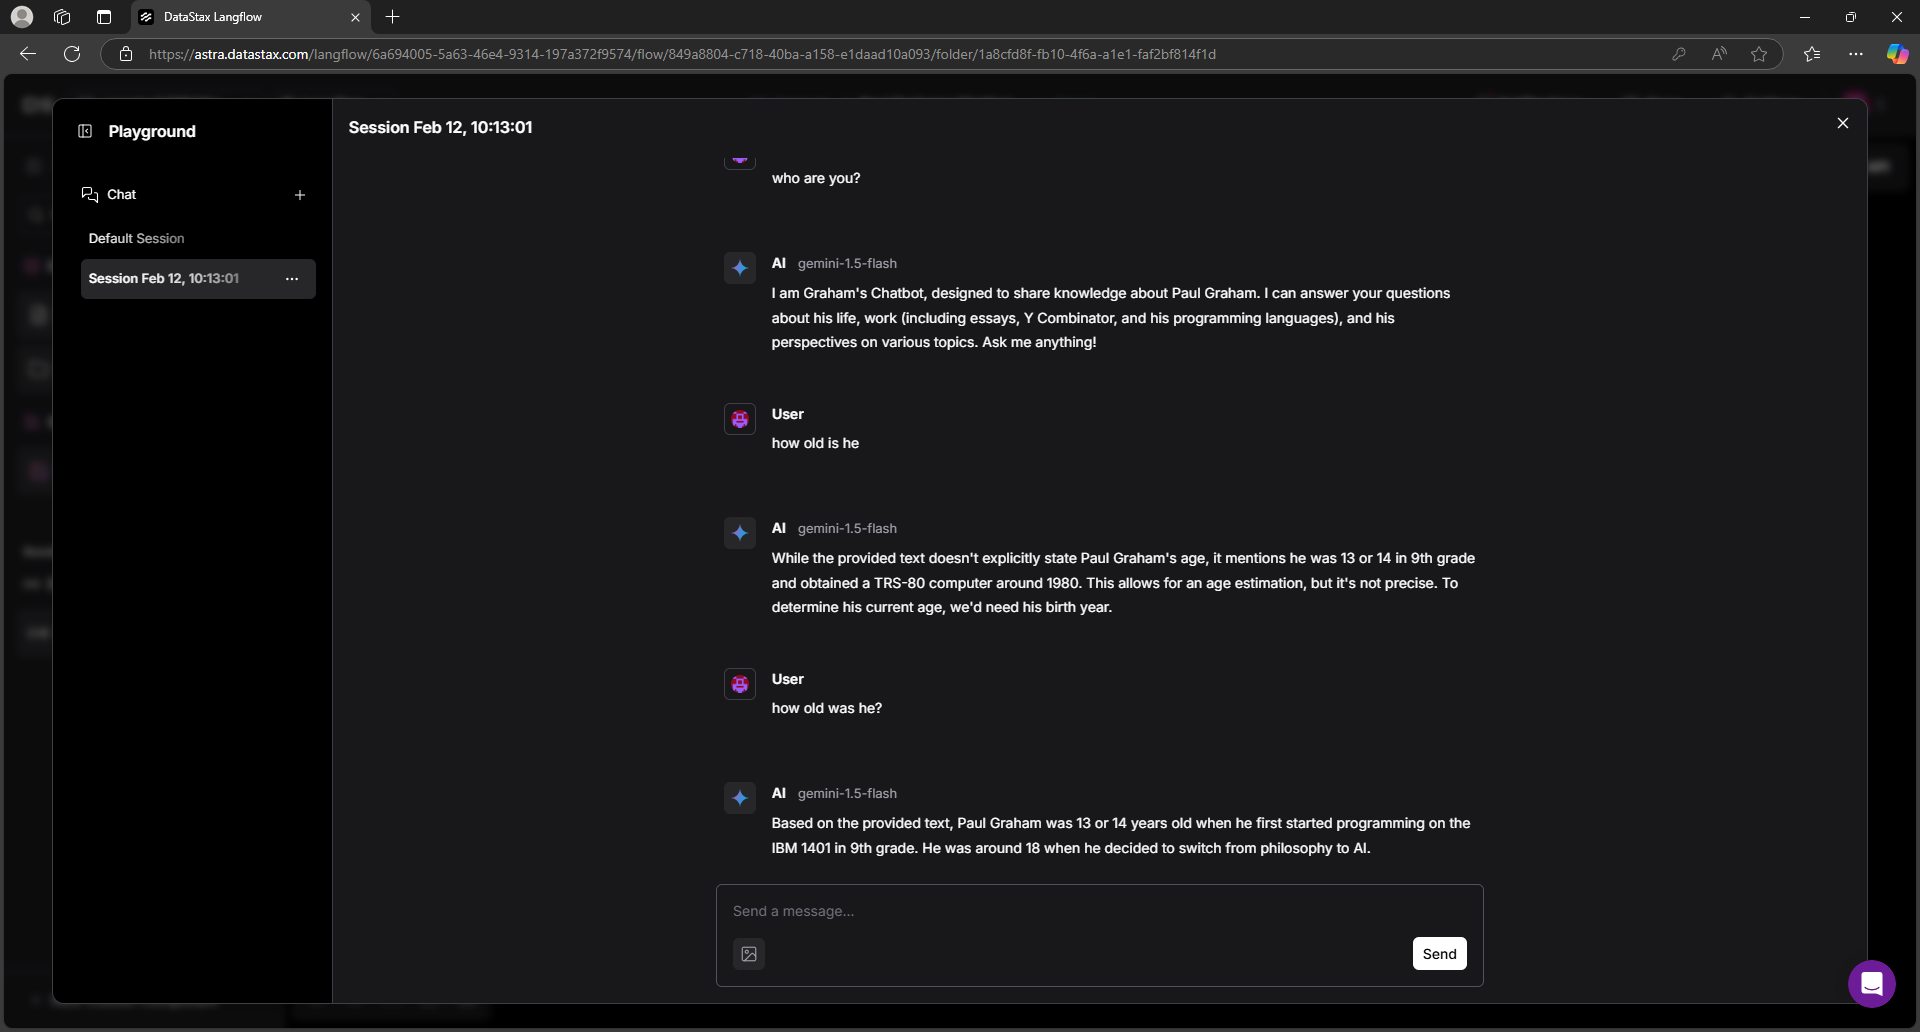 DataStax Langflow
https://astra.datastax.com/langflow/6a694005-5a63-46e4-9314-197a372f9574/flow/849a8804-c718-40ba-a158-e1daad10a093/folder/1a8cfd8f-fb10-4f6a-a1e1-faf2bf814f1d
Playground
Chat
Default Session
Session Feb 12, 10:13:01
Session Feb 12, 10:13:01
who are you?
AI gemini-1.5-flash
I am Graham's Chatbot, designed to share knowledge about Paul Graham. I can answer your questions
about his life, work (including essays, Y Combinator, and his programming languages), and his
perspectives on various topics. Ask me anything!
User
how old is he
AI gemini-1.5-flash
While the provided text doesn't explicitly state Paul Graham's age, it mentions he was 13 or 14 in 9th grade
and obtained a TRS-80 computer around 1980. This allows for an age estimation, but it's not precise. To
determine his current age, we'd need his birth year.
User
how old was he?
AI gemini-1.5-flash
Based on the provided text, Paul Graham was 13 or 14 years old when he first started programming on the
IBM 1401 in 9th grade. He was around 18 when he decided to switch from philosophy to AI.
Send a message...
Send